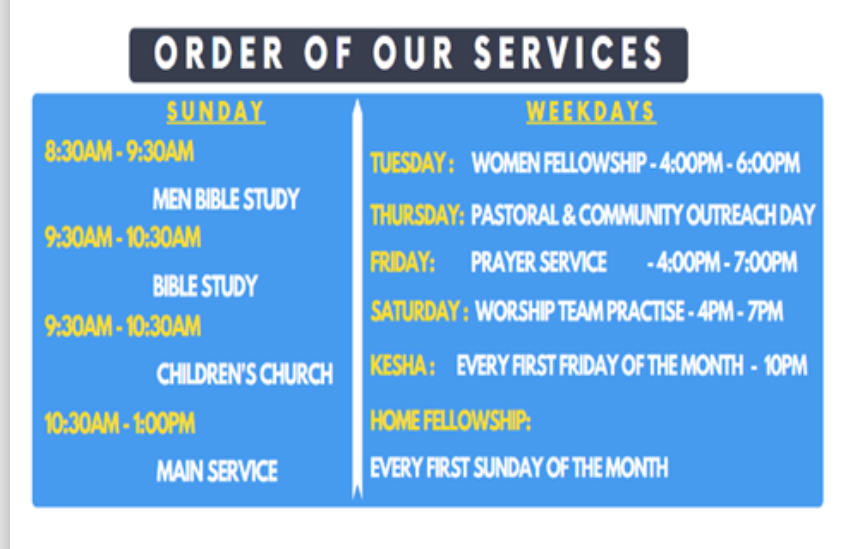 ORDER OF OUR SERVICES
SUNDAY
8:30AM - 9:30AM
MEN BIBLE STUDY
9:30AM - 10:30AM
BIBLE STUDY
9:30AM - 10:30AM
CHILDREN'S CHURCH
10:30AM - 1:00PM
MAIN SERVICE
WEEKDAYS
TUESDAY : WOMEN FELLOWSHIP - 4:00PM - 6:00PM
THURSDAY: PASTORAL & COMMUNITY OUTREACH DAY
FRIDAY: PRAYER SERVICE - 4:00PM - 7:00PM
SATURDAY : WORSHIP TEAM PRACTISE - 4PM - 7PM
KESHA : EVERY FIRST FRIDAY OF THE MONTH - 10PM
HOME FELLOWSHIP:
EVERY FIRST SUNDAY OF THE MONTH